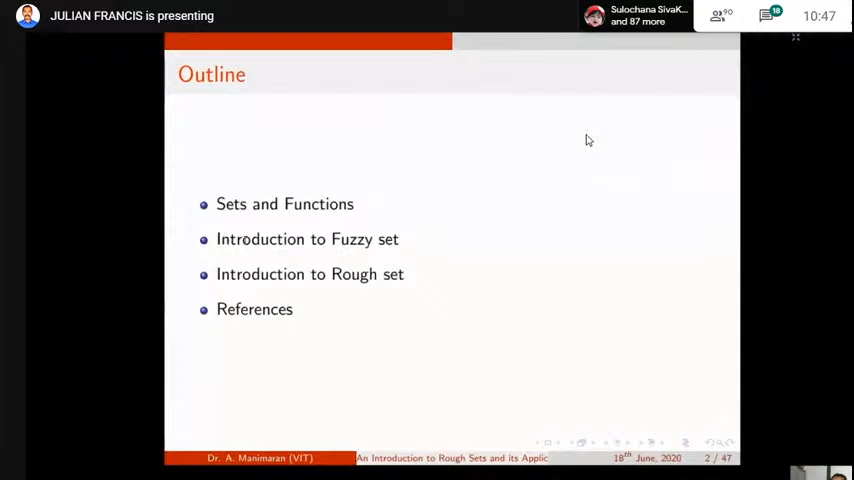 JULIAN FRANCIS is presenting
Sulochana SivaK...
and 87 more
90
18
10:47
Outline
Sets and Functions
Introduction to Fuzzy set
Introduction to Rough set
References
Dr. A. Manimaran (VIT)
An Introduction to Rough Sets and its Applic
18th June, 2020
2 / 47